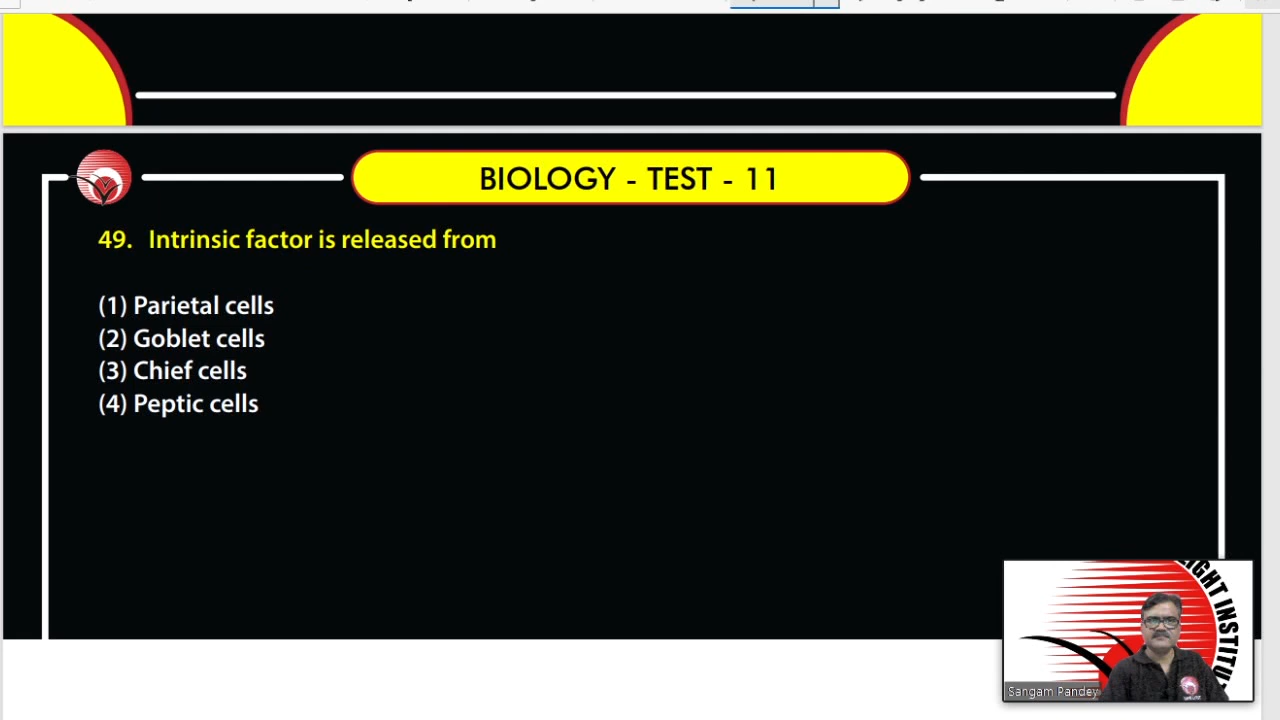 BIOLOGY - TEST - 11
49. Intrinsic factor is released from
(1) Parietal cells
(2) Goblet cells
(3) Chief cells
(4) Peptic cells
Sangam Pandey